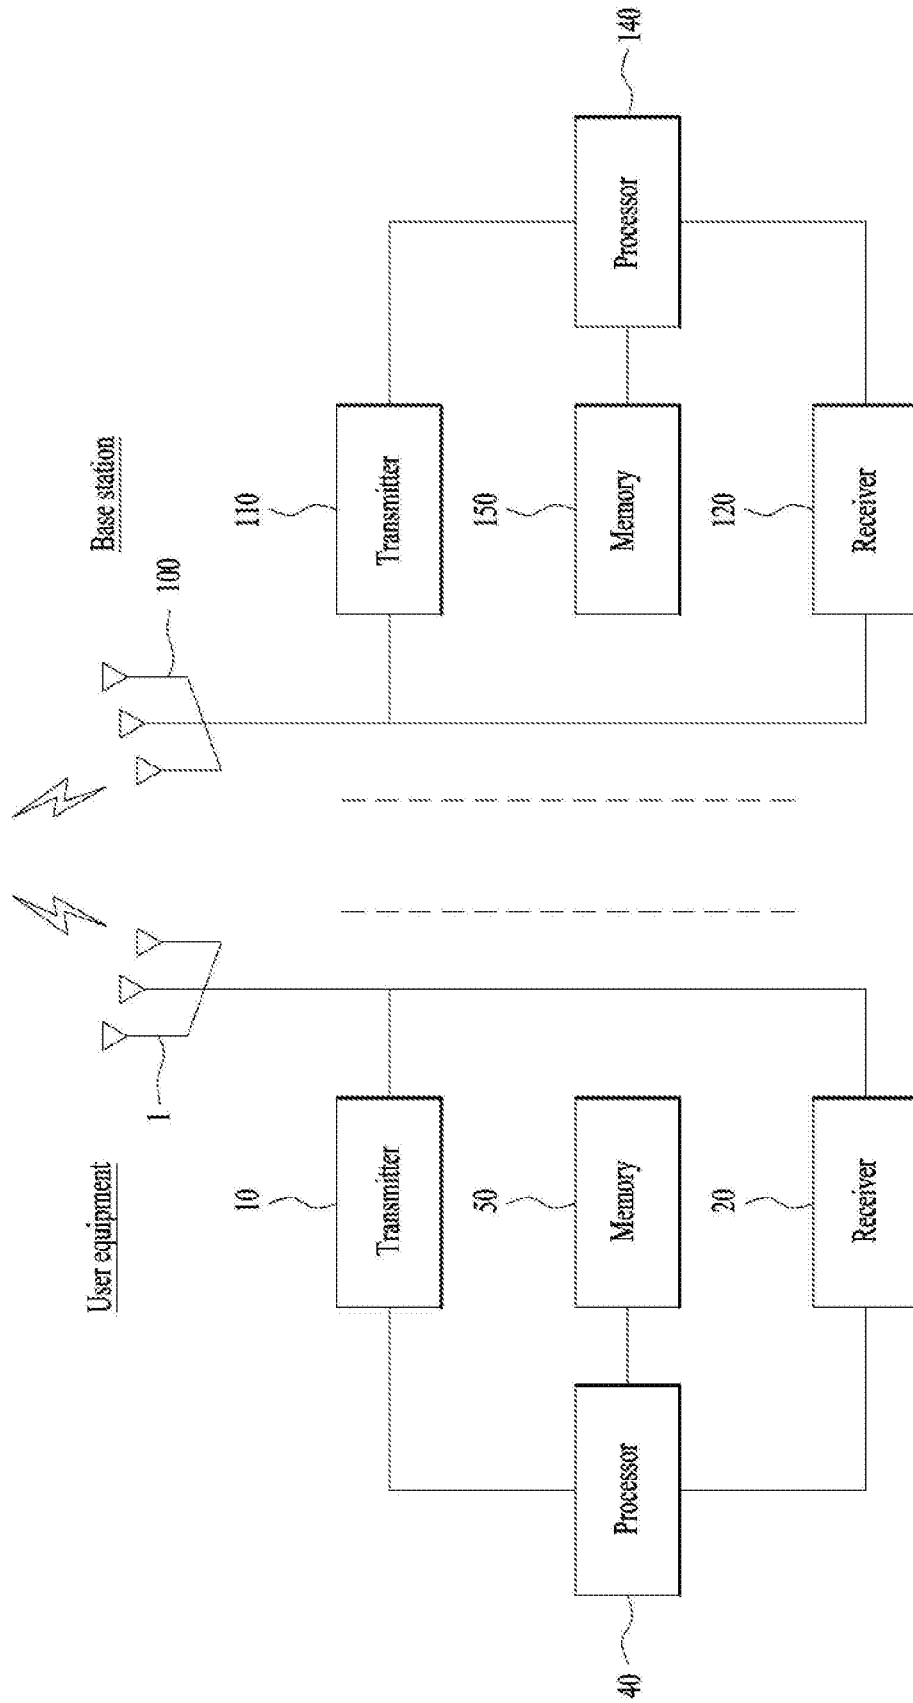 User equipment
Base station
1
100
10
110
Transmitter
Transmitter
40
Processor
50
Memory
150
Memory
Processor
140
20
120
Receiver
Receiver